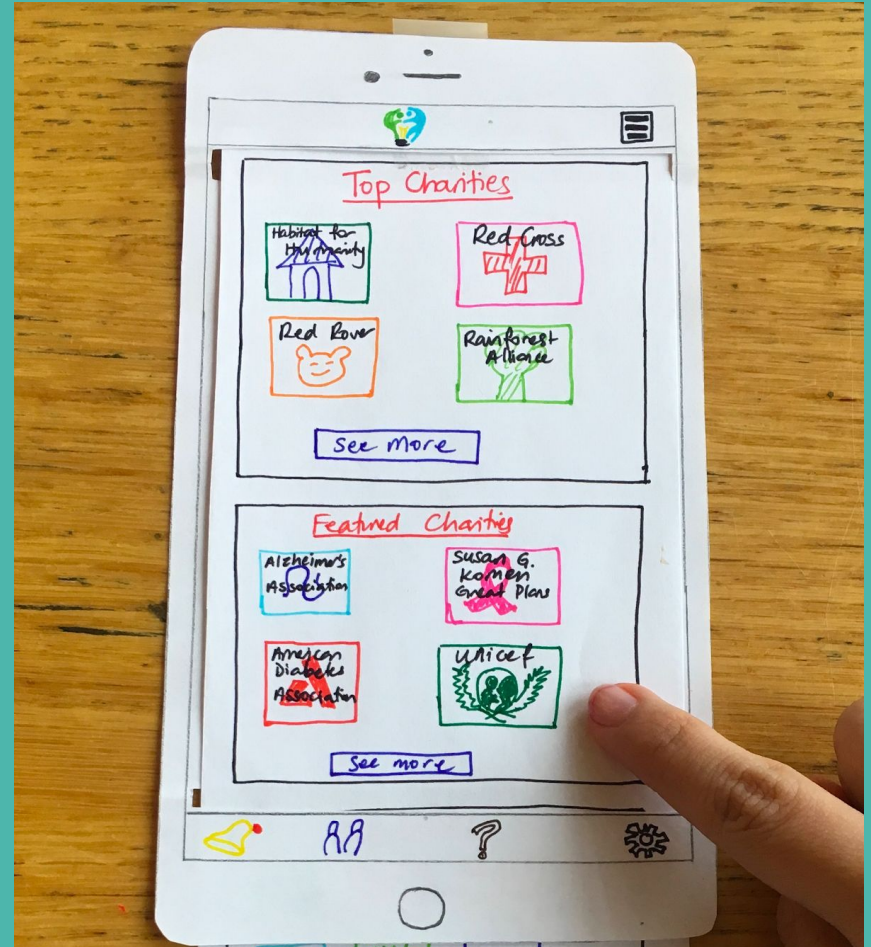 Top Charities
Habitat for
Humanity
Red Cross
Red Rover
Rainforest
Alliance
See more
Featured Charities
Alzheimer's
Association
Susan G.
Komen
Great Plans
American
Diabetes
Association
unicef
See more
?